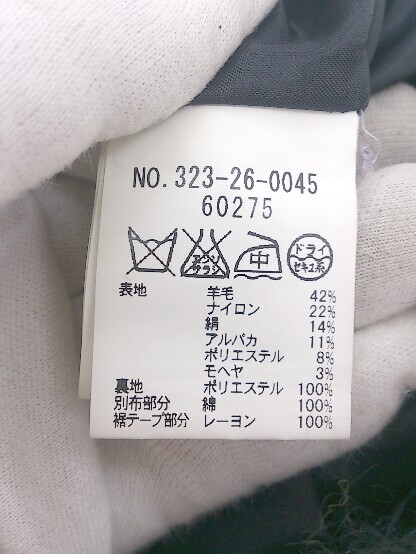 NO. 323-26-0045
60275
エンソ サラシ 中 ドライ セキユ系
表地 羊毛 42%
ナイロン 22%
絹 14%
アルパカ 11%
ポリエステル 8%
モヘヤ 3%
裏地 ポリエステル 100%
別布部分 綿 100%
裾テープ部分 レーヨン 100%